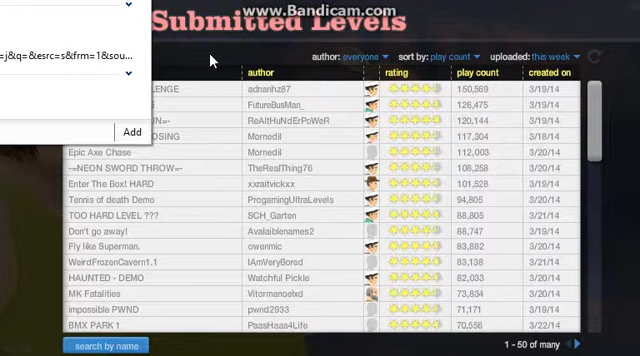 www.Bandicam.com
Submitted Levels
=j&q=&esrc=s&frm=1&sou...
author: everyone sort by: play count uploaded: this week
author rating play count created on
LENGE adnanhz87 150,569 3/19/14
S FutureBusMan_ 126,475 3/19/14
UN=- ReAltHuNDErPoWeR 120,144 3/19/14
OSING Mornedil 117,304 3/18/14
Add
Epic Axe Chase Mornedil 112,003 3/20/14
-=NEON SWORD THROW=- TheRealThing76 108,258 3/20/14
Enter The Box! HARD xxraitvickxx 101,528 3/19/14
Tennis of death Demo ProgamingUltraLevels 94,805 3/20/14
TOO HARD LEVEL ??? SCH_Garten 88,805 3/21/14
Don't go away! Avalaiblenames2 88,747 3/19/14
Fly like Superman. owenmic 83,882 3/20/14
WeirdFrozenCavern1.1 IAmVeryBored 83,138 3/21/14
HAUNTED - DEMO Watchful Pickle 82,033 3/20/14
MK Fatalities Vitormanoelxd 73,834 3/20/14
impossible PWND pwnd2933 71,171 3/19/14
BMX PARK 1 PaasHaas4Life 70,556 3/22/14
search by name 1 - 50 of many